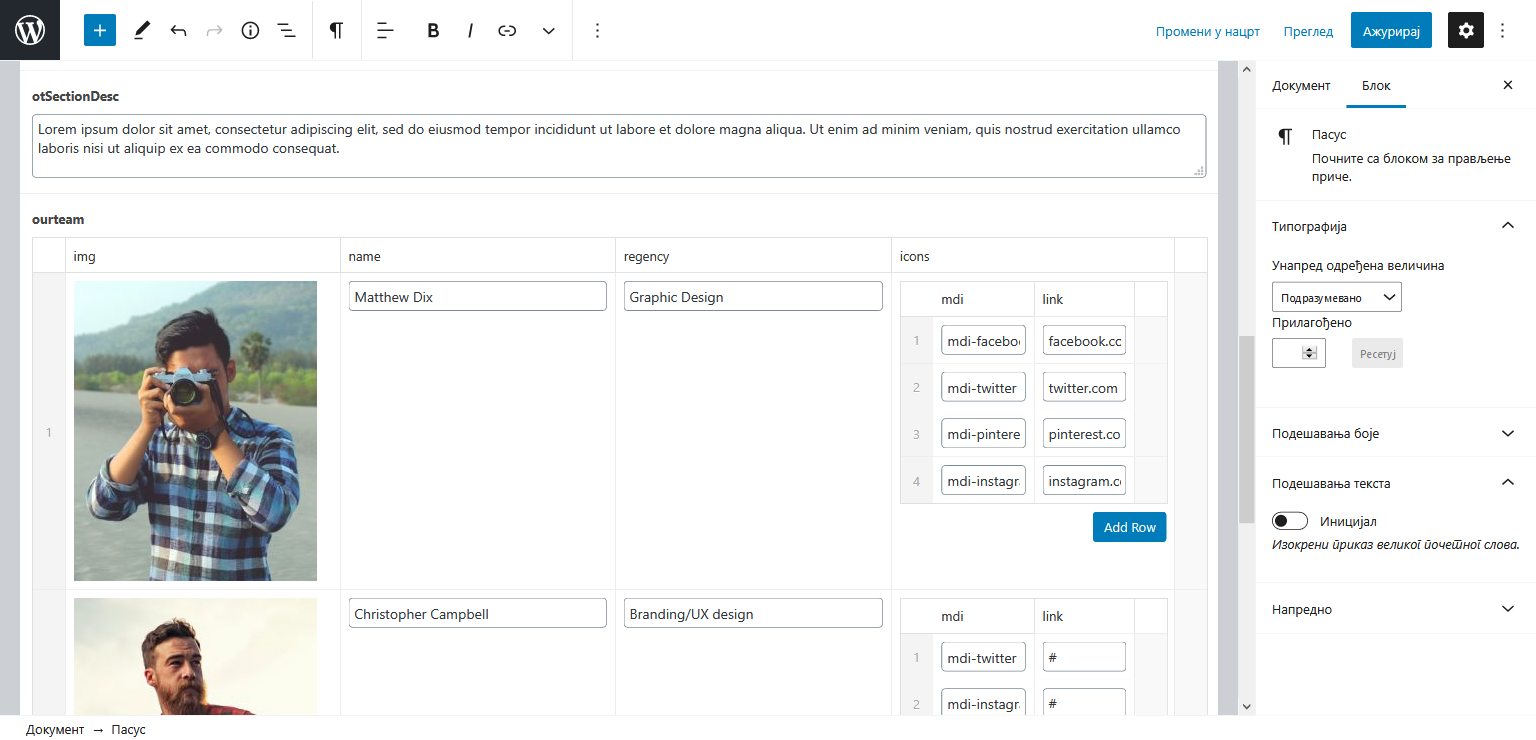 Промени у нацрт
Преглед
Ажурирај
otSectionDesc
Lorem ipsum dolor sit amet, consectetur adipiscing elit, sed do eiusmod tempor incididunt ut labore et dolore magna aliqua. Ut enim ad minim veniam, quis nostrud exercitation ullamco
laboris nisi ut aliquip ex ea commodo consequat.
ourteam
img name regency icons
1
Matthew Dix
Graphic Design
mdi link
1 mdi-facebo facebook.co
2 mdi-twitter twitter.com
3 mdi-pintere pinterest.co
4 mdi-instagr instagram.c
Add Row
Christopher Campbell
Branding/UX design
mdi link
1 mdi-twitter #
2 mdi-instagr #
Документ → Пасус
Документ Блок
Пасус
Почните са блоком за прављење
приче.
Типографија
Унапред одређена величина
Подразумевано
Прилагођено
Ресетуј
Подешавања боје
Подешавања текста
Иницијал
Изокрени приказ великог почетног слова.
Напредно